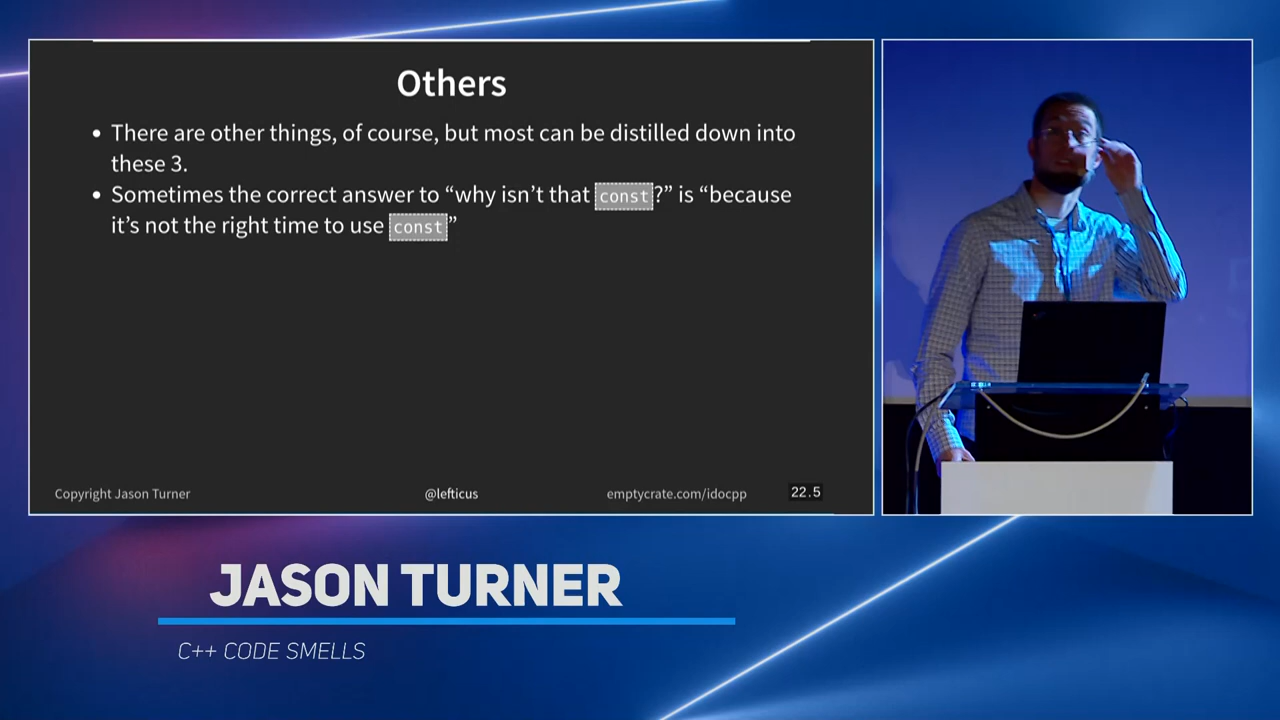 Others
• There are other things, of course, but most can be distilled down into
these 3.
• Sometimes the correct answer to “why isn’t that const?” is “because
it’s not the right time to use const”
Copyright Jason Turner
@lefticus
emptycrate.com/idocpp
22.5
JASON TURNER
C++ CODE SMELLS